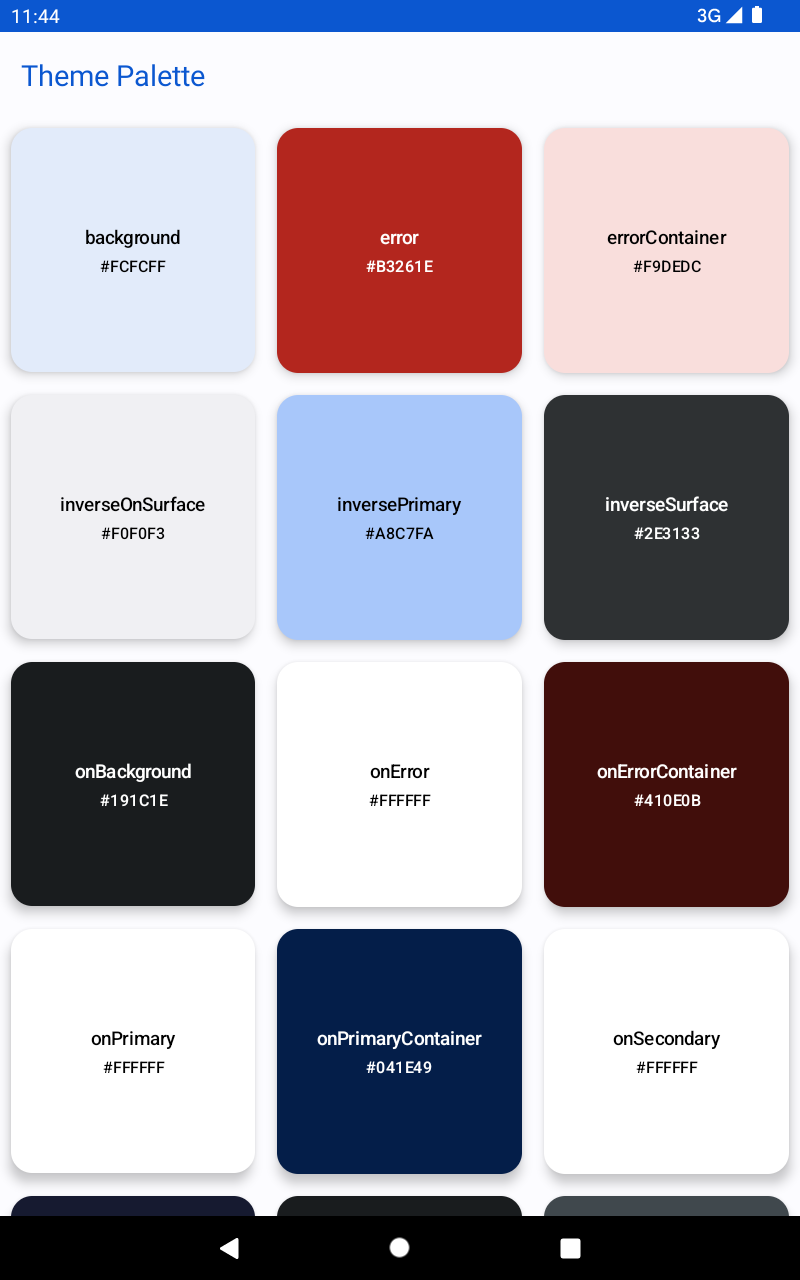 11:44
3G
Theme Palette
background
#FCFCFF
error
#B3261E
errorContainer
#F9DEDC
inverseOnSurface
#F0F0F3
inversePrimary
#A8C7FA
inverseSurface
#2E3133
onBackground
#191C1E
onError
#FFFFFF
onErrorContainer
#410E0B
onPrimary
#FFFFFF
onPrimaryContainer
#041E49
onSecondary
#FFFFFF